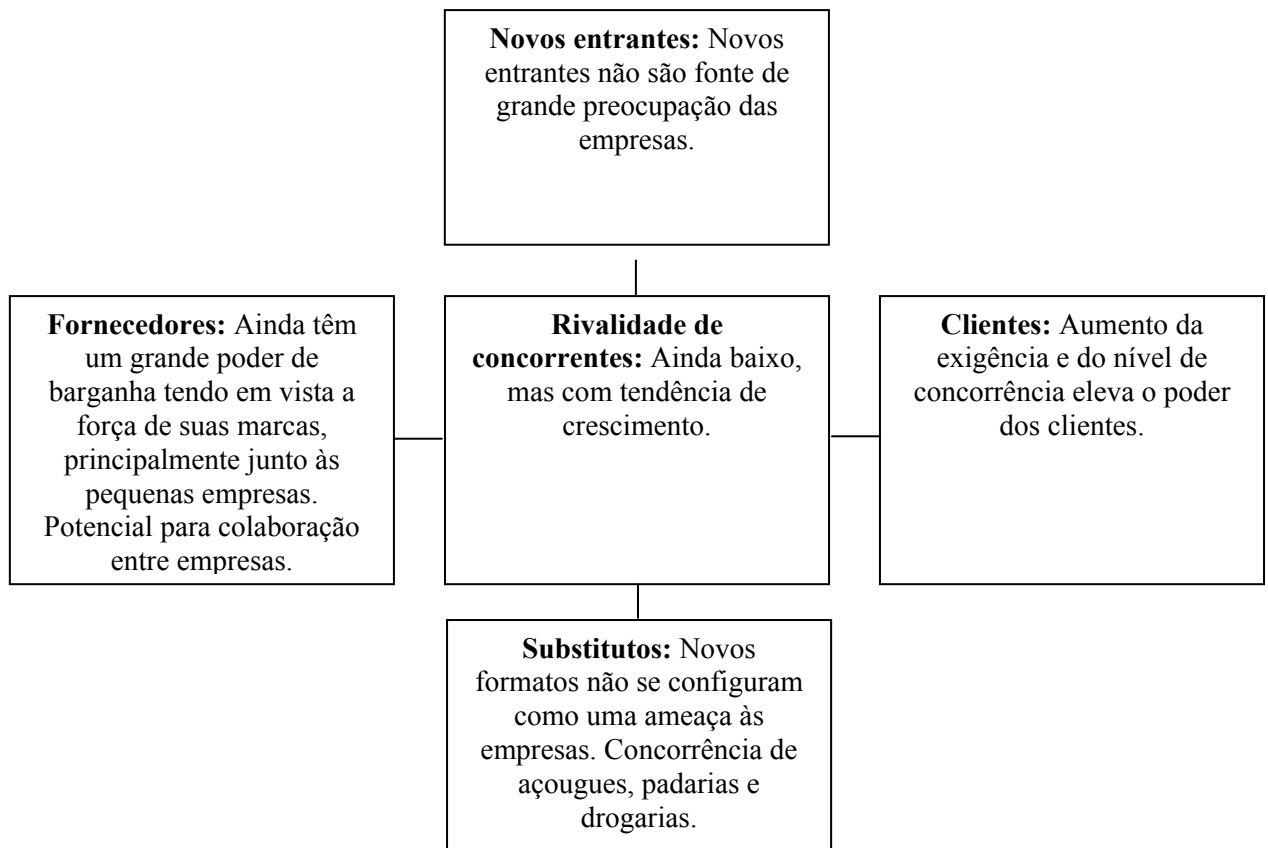 Novos entrantes: Novos
entrantes não são fonte de
grande preocupação das
empresas.
Fornecedores: Ainda têm
um grande poder de
barganha tendo em vista a
força de suas marcas,
principalmente junto às
pequenas empresas.
Potencial para colaboração
entre empresas.
Rivalidade de
concorrentes: Ainda baixo,
mas com tendência de
crescimento.
Clientes: Aumento da
exigência e do nível de
concorrência eleva o poder
dos clientes.
Substitutos: Novos
formatos não se configuram
como uma ameaça às
empresas. Concorrência de
açougues, padarias e
drogarias.